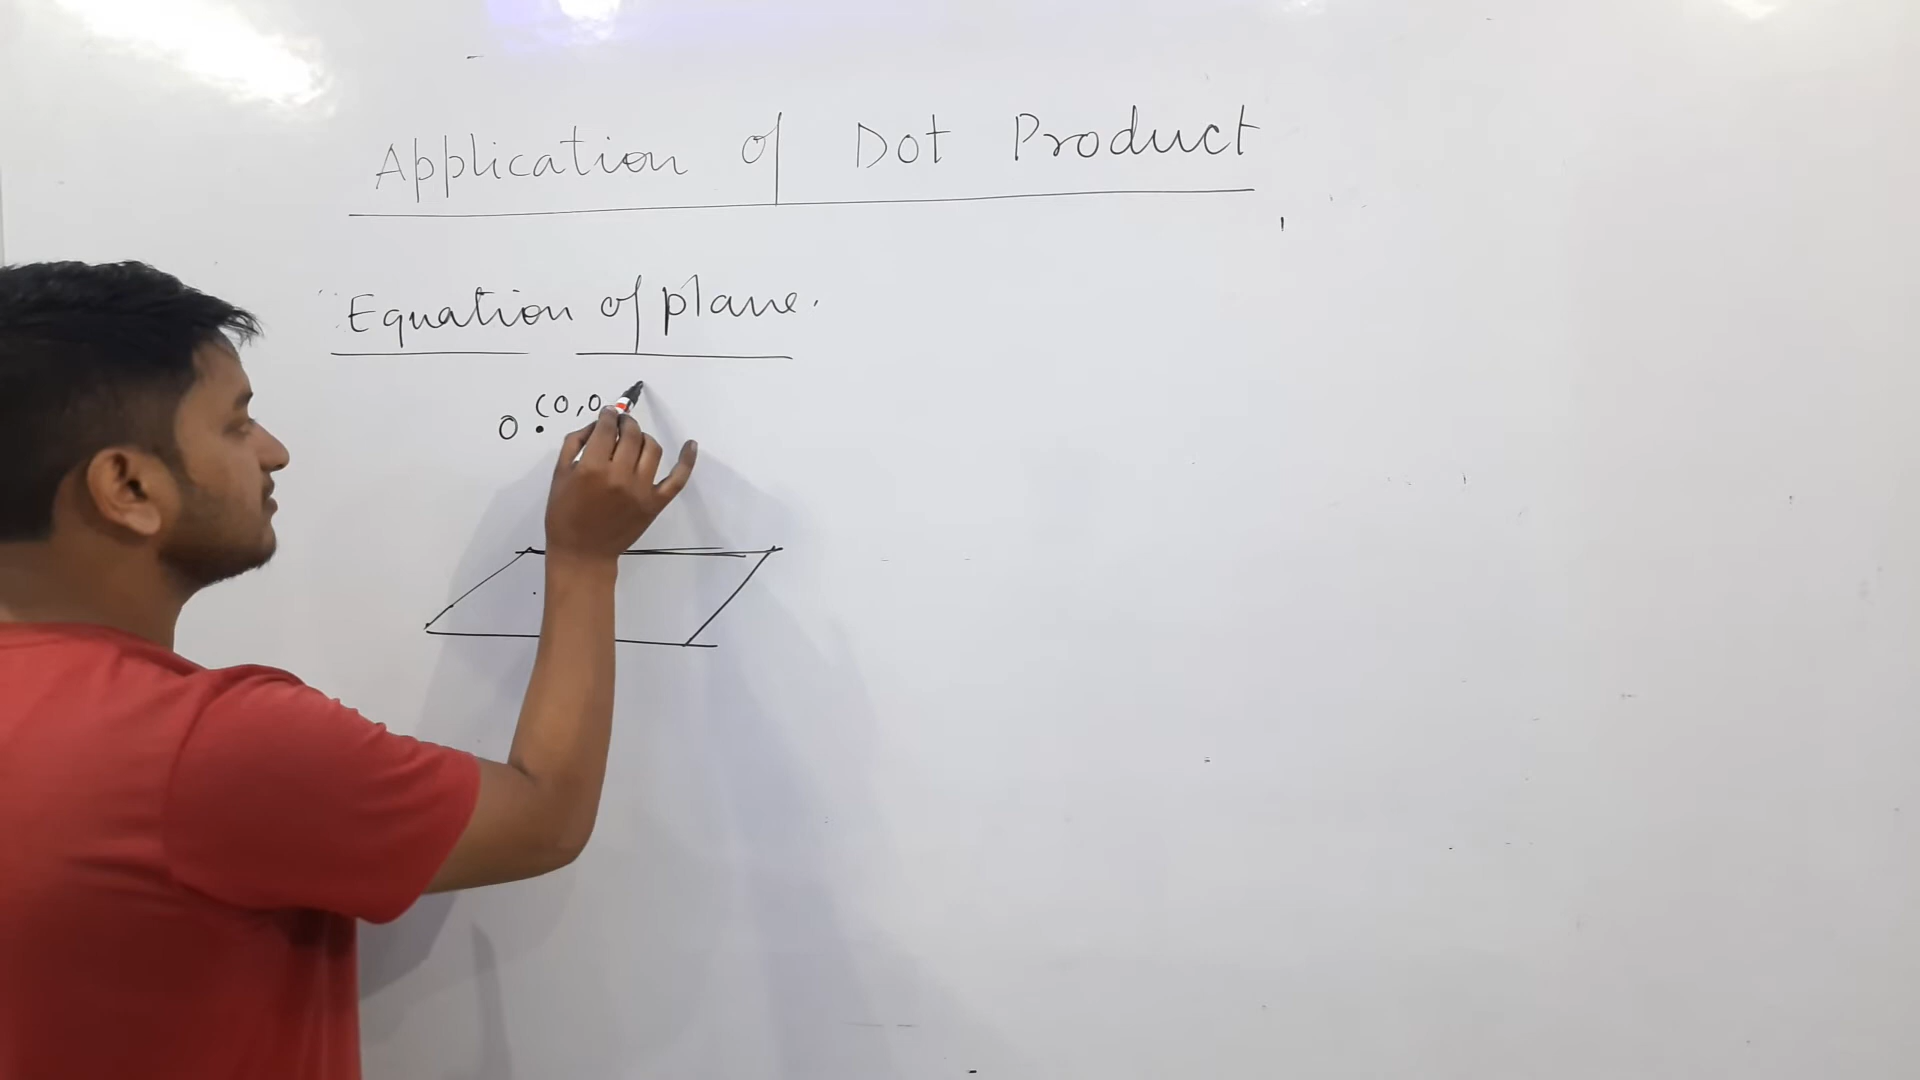 Application of Dot Product
Equation of plane.
(0,0
O